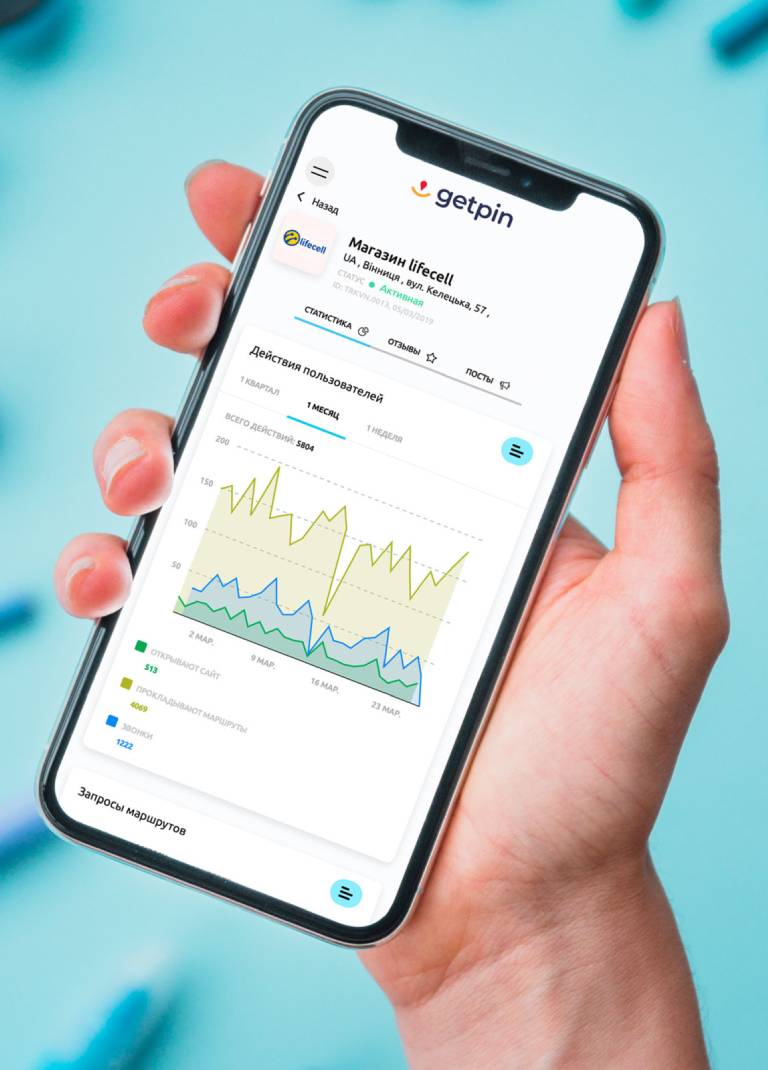 getpin
Назад
lifecell
Магазин lifecell
UA , Вінниця , вул. Келецька, 57 ,
СТАТУС Активная
ID: TRKVN.0013, 05/03/2019
СТАТИСТИКА ОТЗЫВЫ ПОСТЫ
Действия пользователей
1 КВАРТАЛ 1 МЕСЯЦ 1 НЕДЕЛЯ
ВСЕГО ДЕЙСТВИЙ: 5804
200
150
100
50
2 МАР. 9 МАР. 16 МАР. 23 МАР.
ОТКРЫВАЮТ САЙТ
513
ПРОКЛАДЫВАЮТ МАРШРУТЫ
4069
ЗВОНКИ
1222
Запросы маршрутов